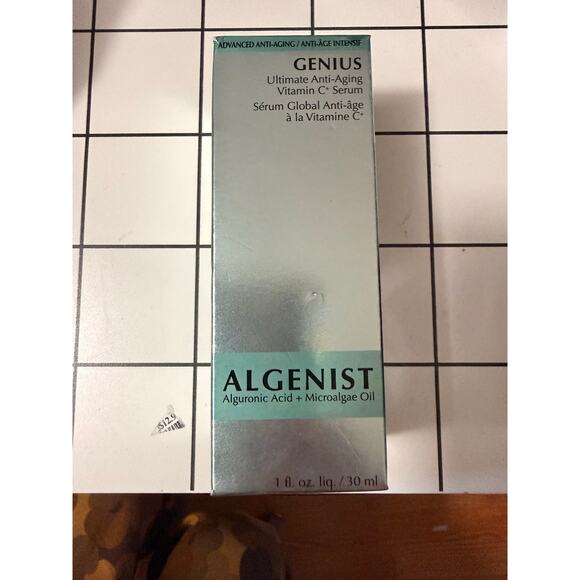 ADVANCED ANTI-AGING / ANTI-ÂGE INTENSIF
GENIUS
Ultimate Anti-Aging
Vitamin C+ Serum
Sérum Global Anti-âge
à la Vitamine C+
ALGENIST
Alguronic Acid + Microalgae Oil
1 fl. oz. liq. / 30 ml